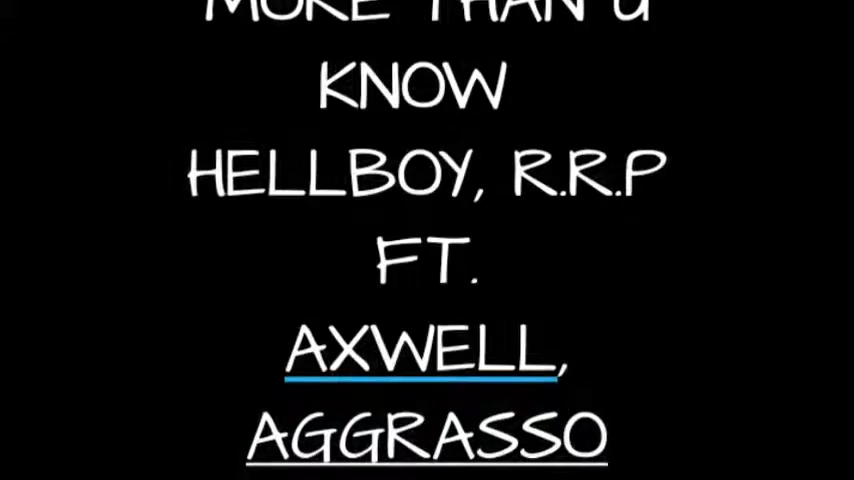 MORE THAN U
KNOW
HELLBOY, R.R.P
FT.
AXWELL,
AGGRASSO